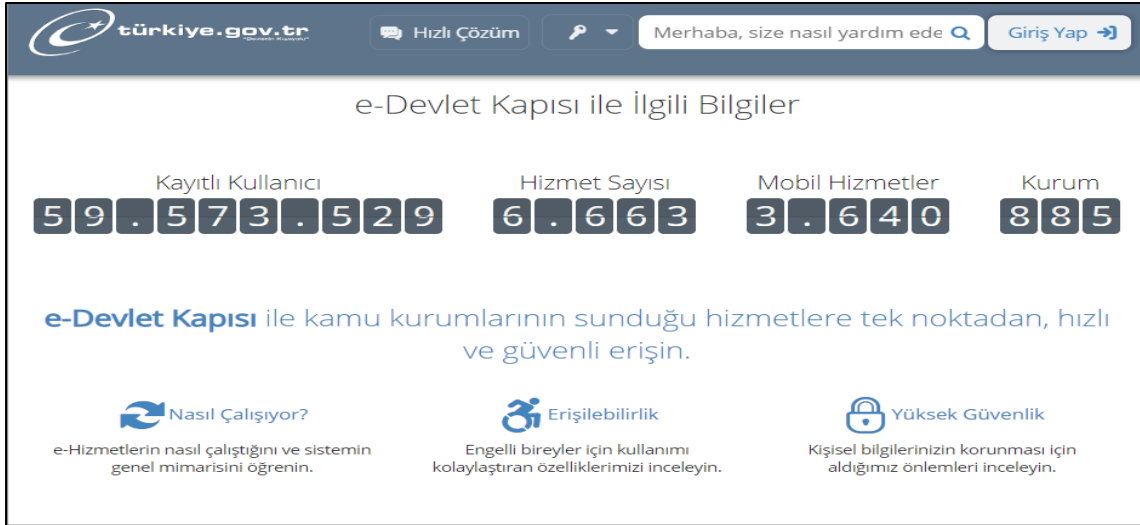 türkiye.gov.tr
Hızlı Çözüm
Merhaba, size nasıl yardım ede
Giriş Yap
e-Devlet Kapısı ile İlgili Bilgiler
Kayıtlı Kullanıcı
Hizmet Sayısı
Mobil Hizmetler
Kurum
59.573.529
6.663
3.640
885
e-Devlet Kapısı ile kamu kurumlarının sunduğu hizmetlere tek noktadan, hızlı
ve güvenli erişin.
Nasıl Çalışıyor?
e-Hizmetlerin nasıl çalıştığını ve sistemin
genel mimarisini öğrenin.
Erişilebilirlik
Engelli bireyler için kullanımı
kolaylaştıran özelliklerimizi inceleyin.
Yüksek Güvenlik
Kişisel bilgilerinizin korunması için
aldığımız önlemleri inceleyin.